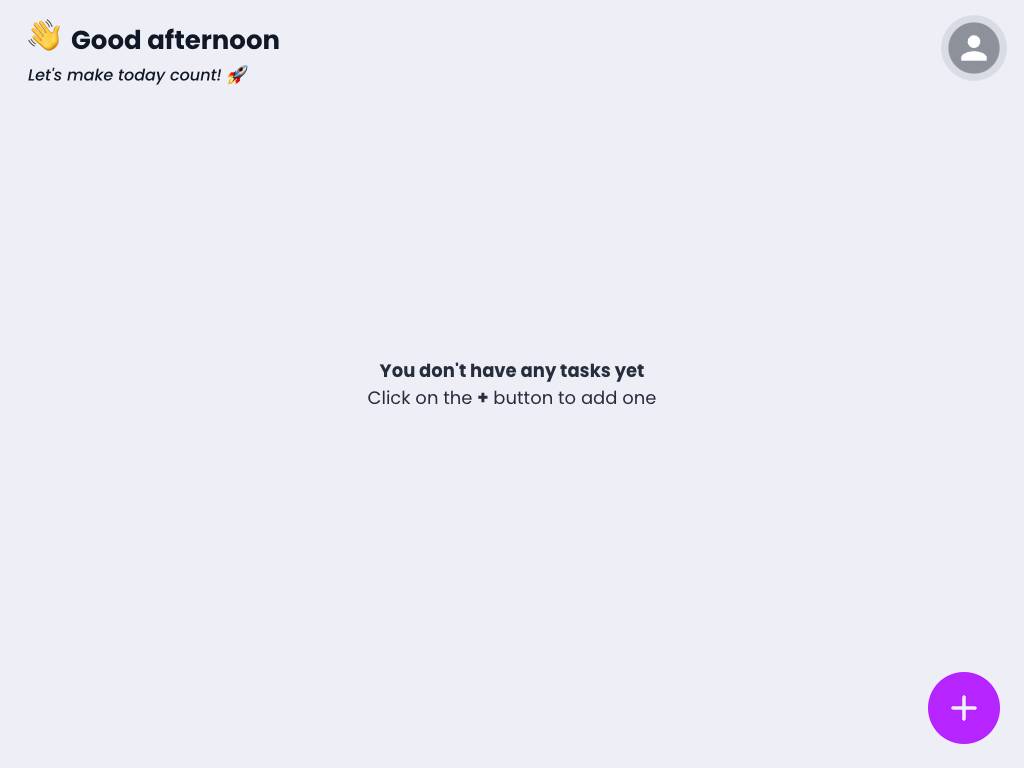 👋 Good afternoon
Let's make today count! 🚀
You don't have any tasks yet
Click on the + button to add one